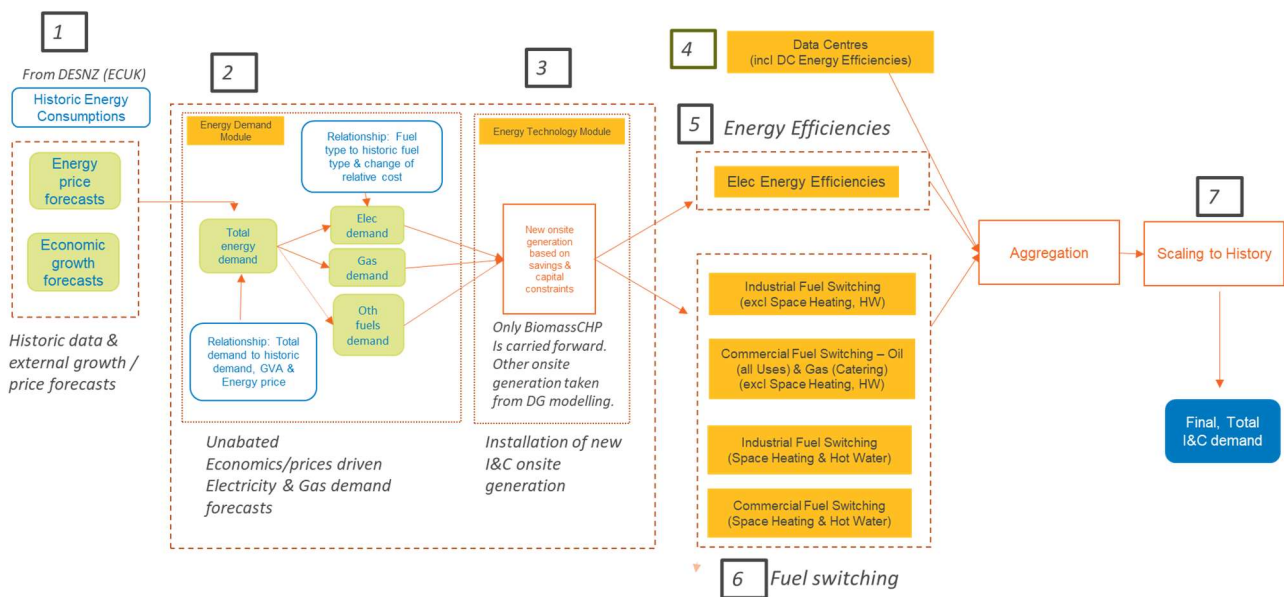 1
From DESNZ (ECUK)
Historic Energy
Consumptions
Energy
price
forecasts
Economic
growth
forecasts
Historic data &
external growth /
price forecasts
2
Energy Demand
Module
Relationship: Fuel
type to historic fuel
type & change of
relative cost
Total
energy
demand
Elec
demand
Gas demand
Oth
fuels
demand
Relationship: Total
demand to historic
demand, GVA &
Energy price
Unabated
Economics/prices driven
Electricity & Gas demand
forecasts
3
Energy Technology Module
New onsite
generation
based on
savings &
capital
constraints
Only BiomassCHP
Is carried forward.
Other onsite
generation taken
from DG modelling.
Installation of new
I&C onsite
generation
4
Data Centres
(incl DC Energy Efficiencies)
5
Energy Efficiencies
Elec Energy Efficiencies
Industrial Fuel Switching
(excl Space Heating, HW)
Commercial Fuel Switching – Oil
(all Uses) & Gas (Catering)
(excl Space Heating, HW)
Industrial Fuel Switching
(Space Heating & Hot Water)
Commercial Fuel Switching
(Space Heating & Hot Water)
6
Fuel switching
Aggregation
7
Scaling to History
Final, Total
I&C demand